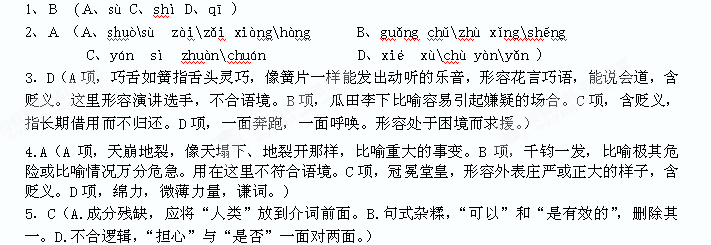 1、B （A、sù C、shì D、qī ）
2、A （A、shuò\sù zòi\zǒi xiòng\hòng B、guǒng chǔ\zhù xǐng\shěng
C、yón sì zhuòn\chuón D、xié xù\chù yòn\yǒn ）
3．D（A 项，巧舌如簧指舌头灵巧，像簧片一样能发出动听的乐音，形容花言巧语，能说会道，含
贬义。这里形容演讲选手，不合语境。B 项，瓜田李下比喻容易引起嫌疑的场合。C 项，含贬义，
指长期借用而不归还。D 项，一面奔跑，一面呼唤。形容处于困境而求援。）
4.A（A 项，天崩地裂，像天塌下、地裂开那样，比喻重大的事变。B 项，千钧一发，比喻极其危
险或比喻情况万分危急。用在这里不符合语境。C 项，冠冕堂皇，形容外表庄严或正大的样子，含
贬义。D 项，绵力，微薄力量，谦词。）
5．C（A.成分残缺，应将“人类”放到介词前面。B.句式杂糅，“可以”和“是有效的”，删除其
一。D.不合逻辑，“担心”与“是否”一面对两面。）